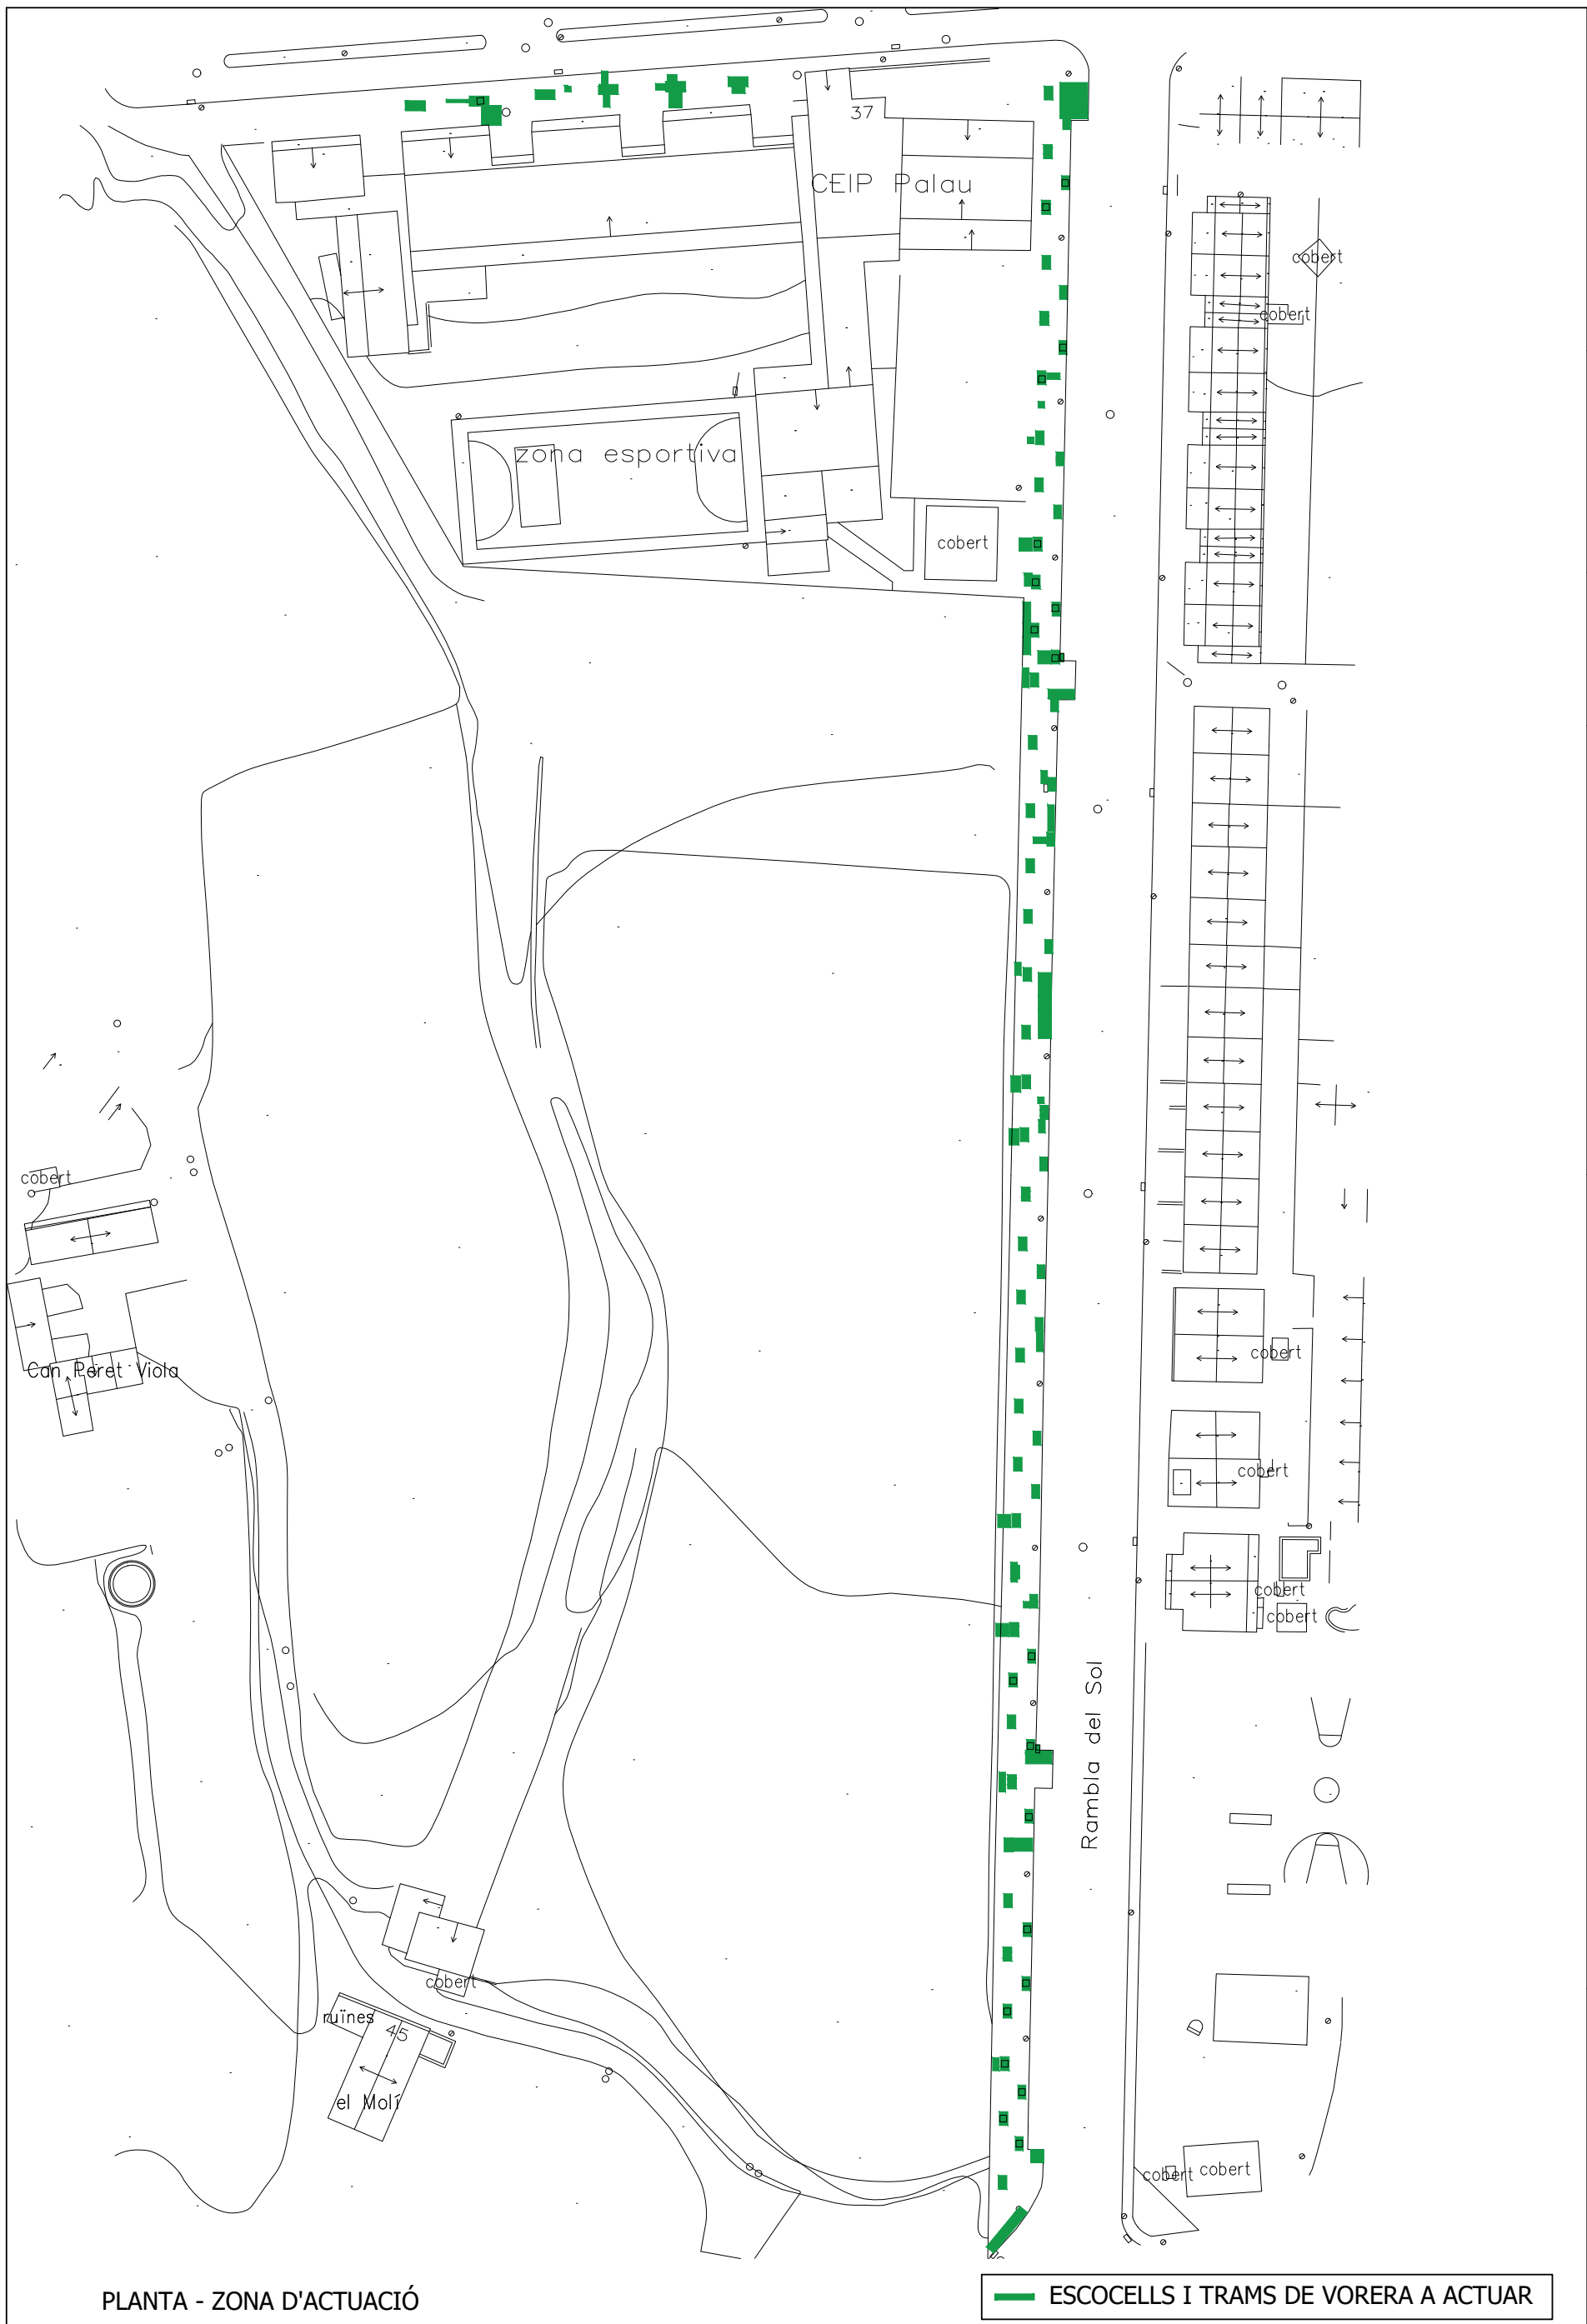 37
CEIP Palau
cobert
cobert
zona esportiva
cobert
cobert
Can Peret Viola
cobert
cobert
cobert
cobert
Rambla del Sol
cobert
ruïnes
45
el Molí
cobert
cobert
PLANTA - ZONA D'ACTUACIÓ
ESCOCELLS I TRAMS DE VORERA A ACTUAR